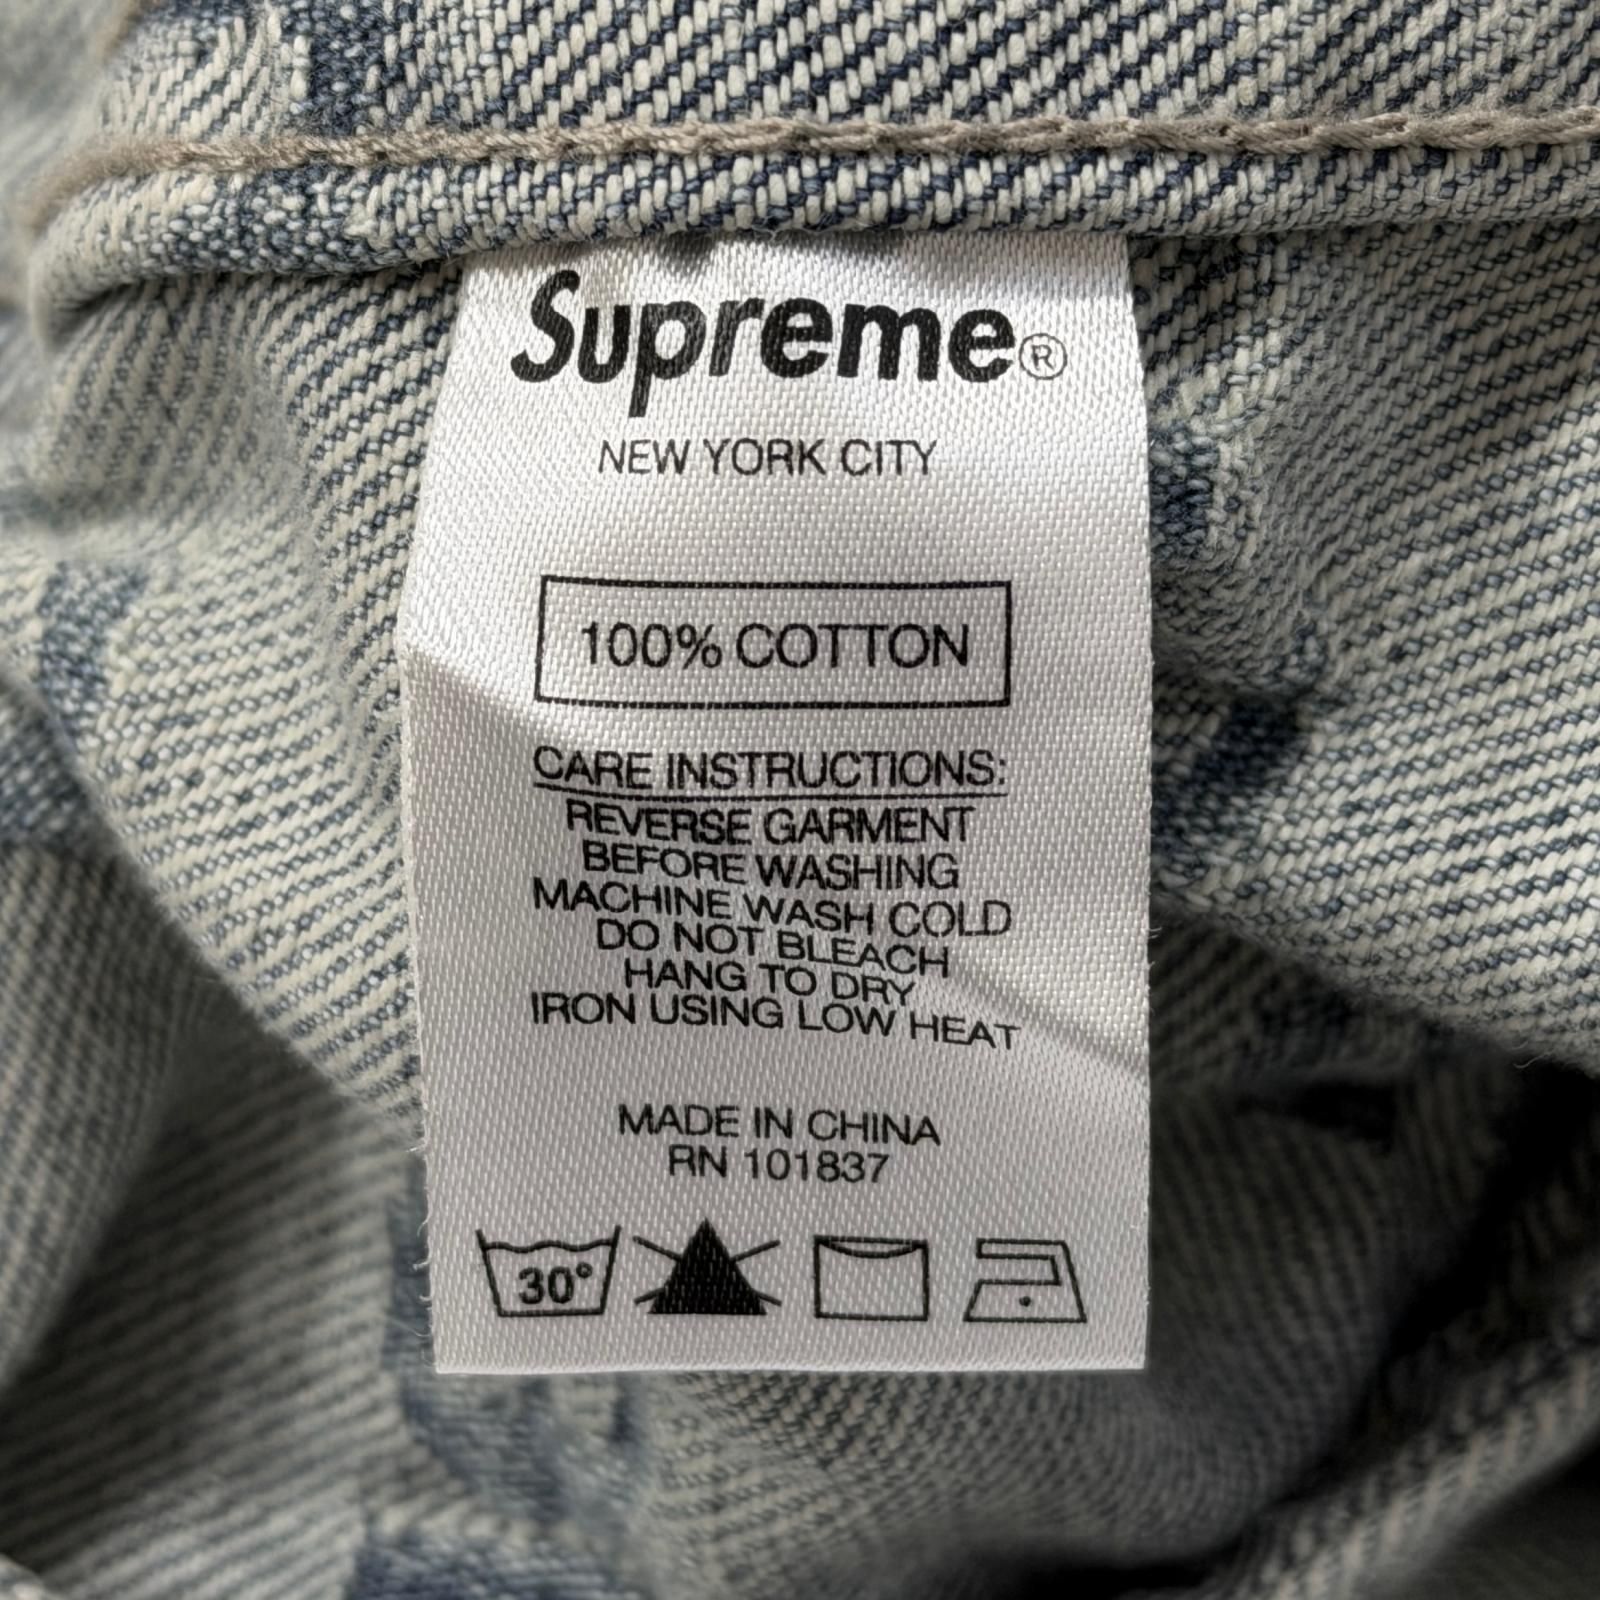 Supreme®
NEW YORK CITY
100% COTTON
CARE INSTRUCTIONS:
REVERSE GARMENT
BEFORE WASHING
MACHINE WASH COLD
DO NOT BLEACH
HANG TO DRY
IRON USING LOW HEAT
MADE IN CHINA
RN 101837
30°